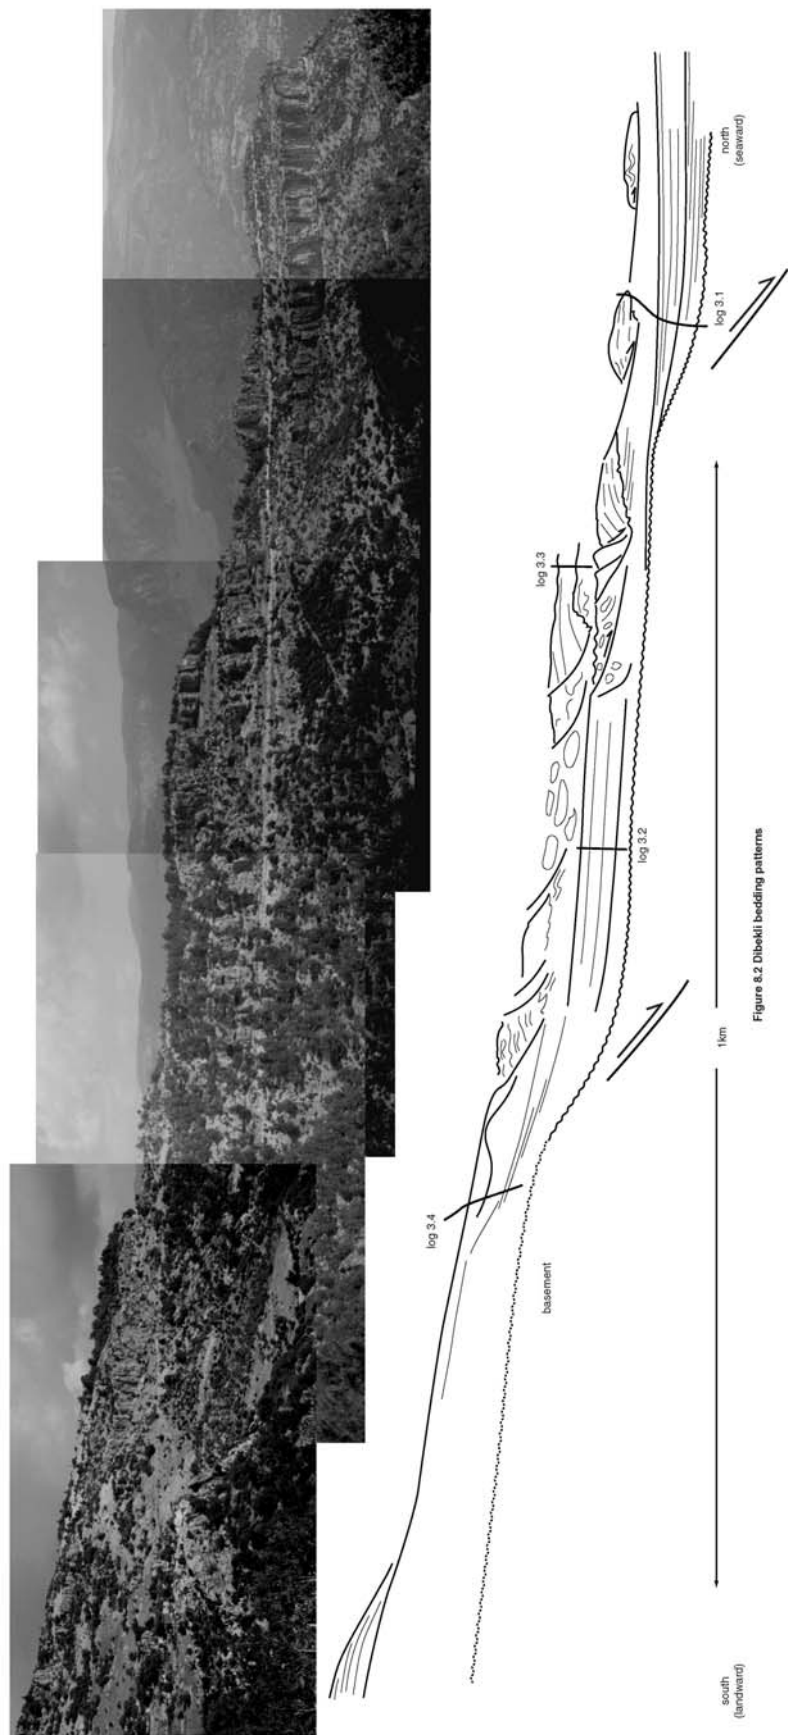 log 3.4
basement
log 3.2
log 3.3
log 3.1
south
(landward)
1km
north
(seaward)
Figure 8.2 Dibekli bedding patterns